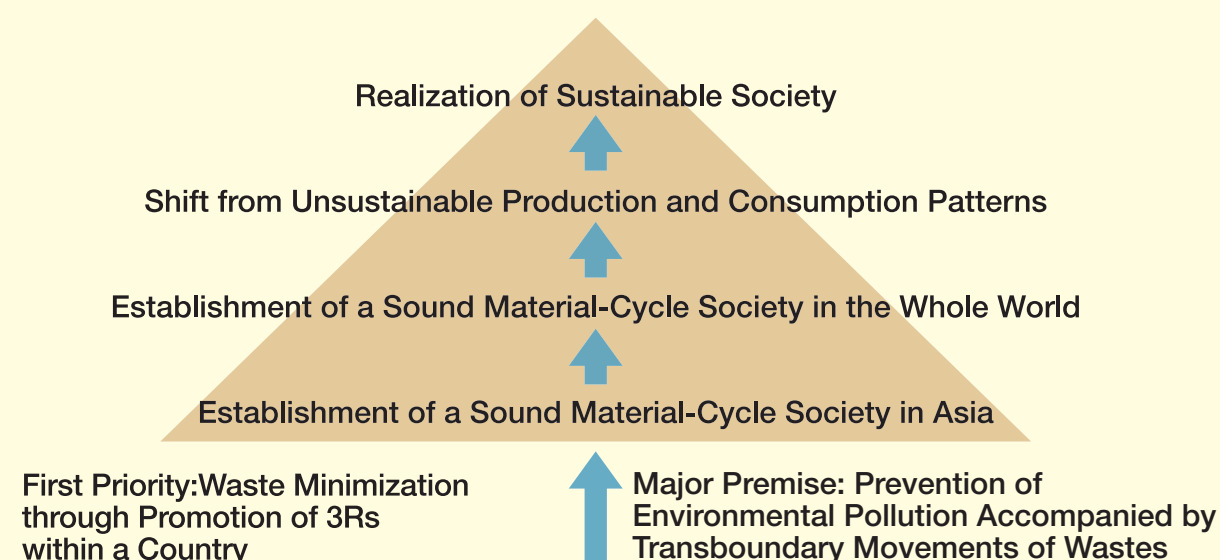 Realization of Sustainable Society
Shift from Unsustainable Production and Consumption Patterns
Establishment of a Sound Material-Cycle Society in the Whole World
Establishment of a Sound Material-Cycle Society in Asia
First Priority:Waste Minimization
through Promotion of 3Rs
within a Country
Major Premise: Prevention of
Environmental Pollution Accompanied by
Transboundary Movements of Wastes